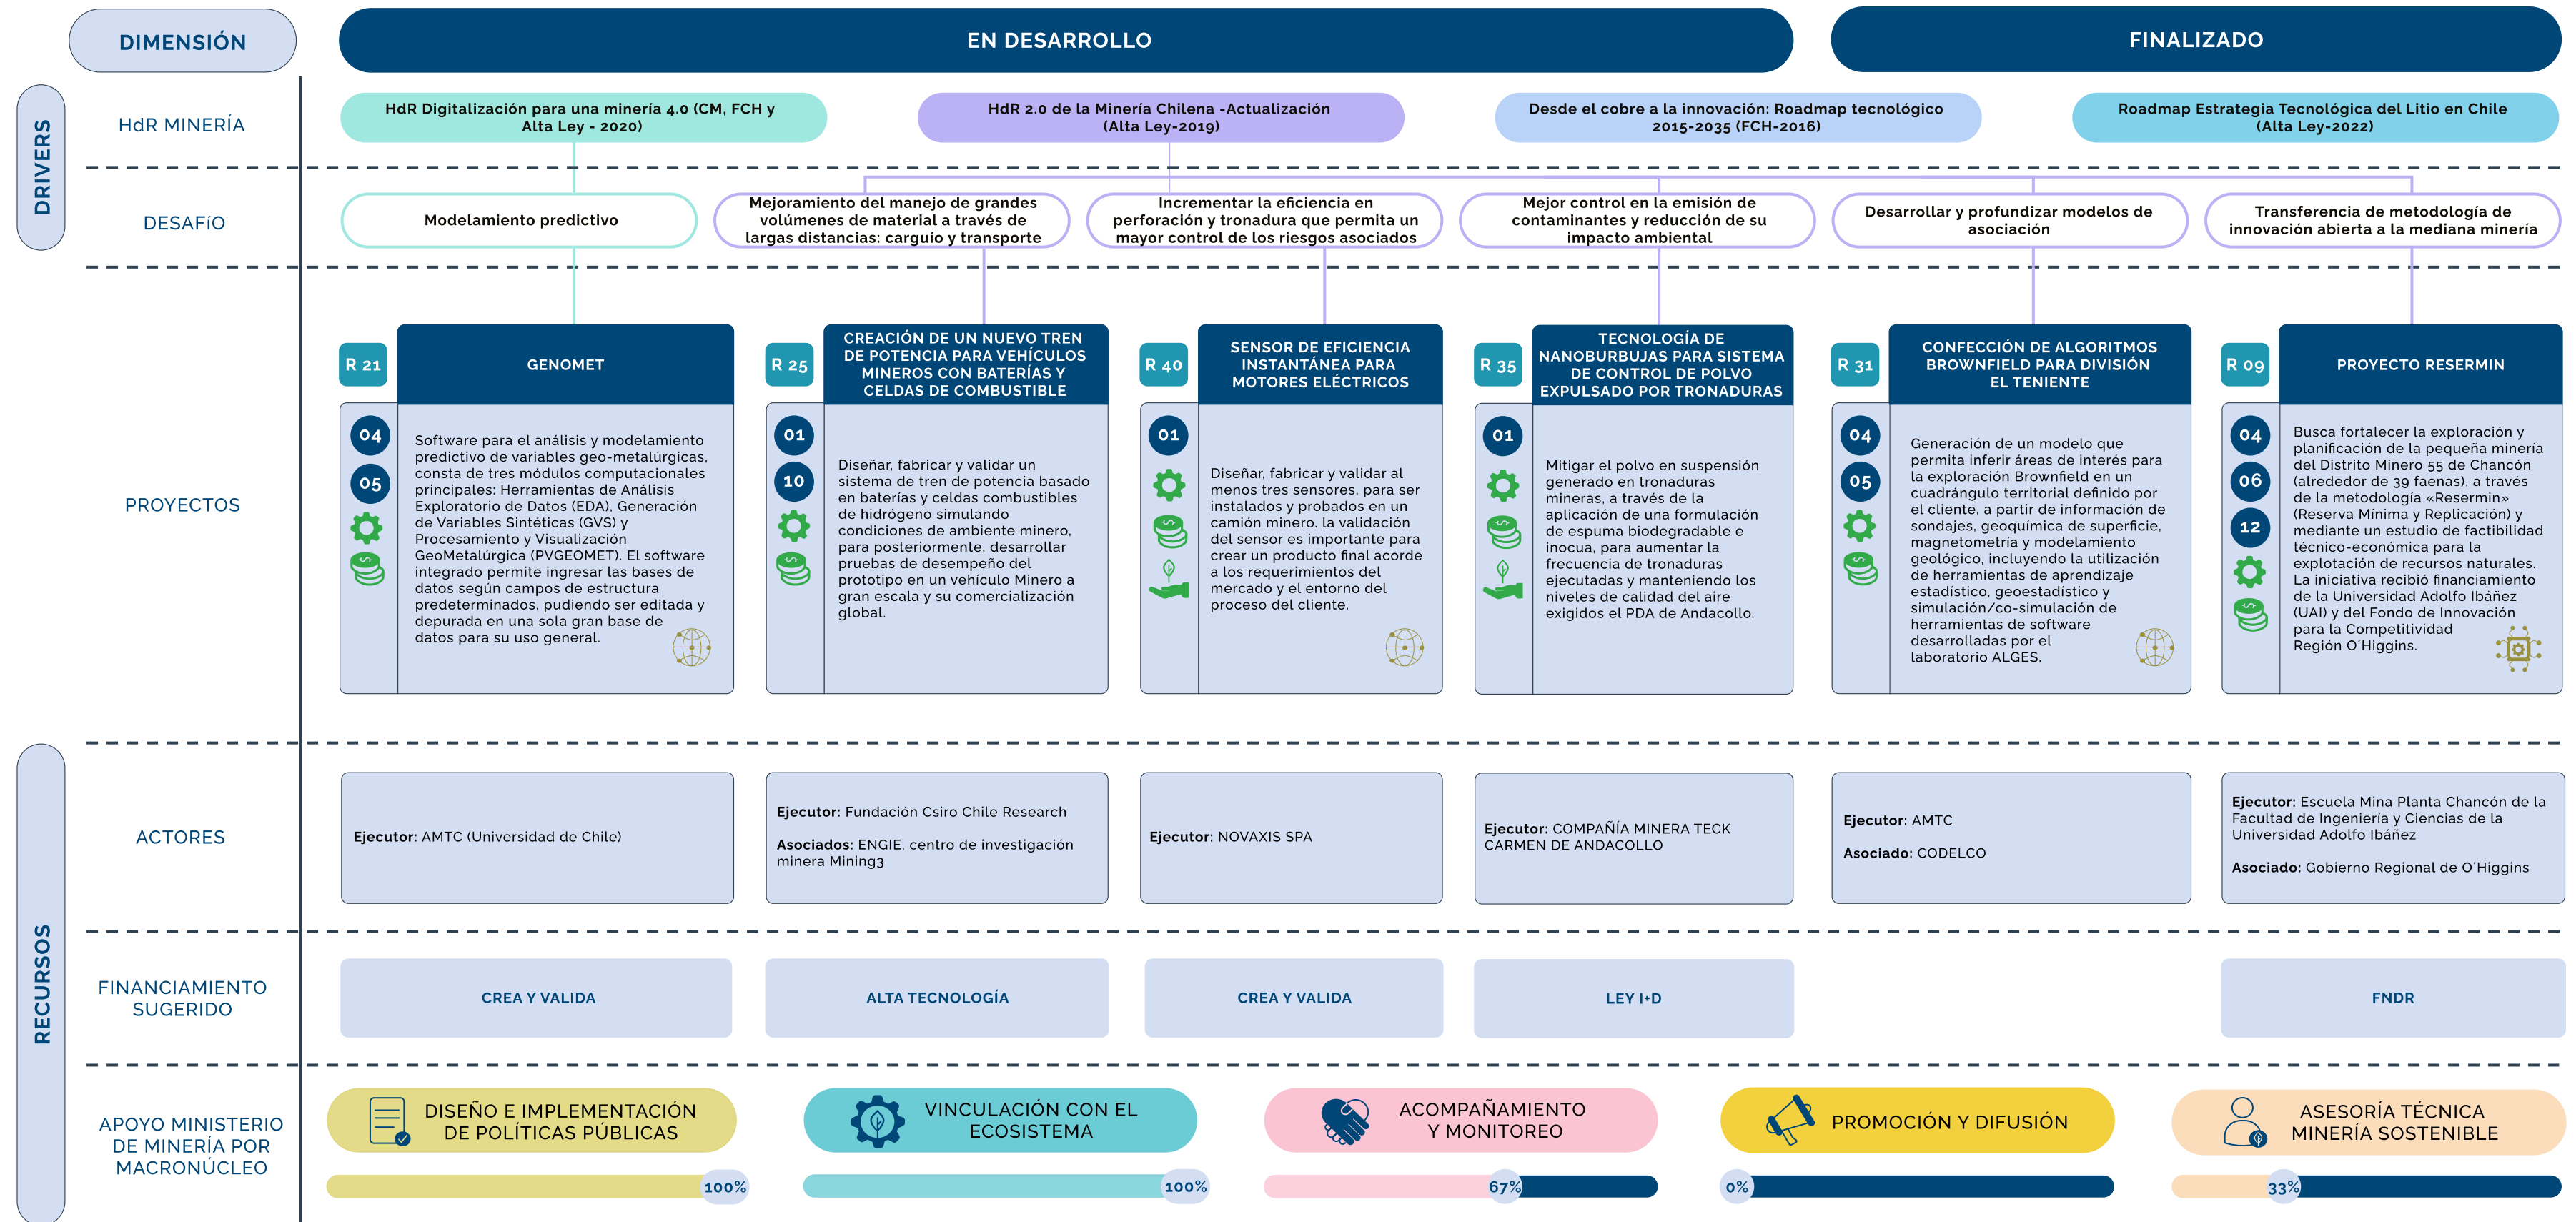 DIMENSIÓN
EN DESARROLLO
FINALIZADO
DRIVERS
HdR MINERÍA
HdR Digitalización para una minería 4.0 (CM, FCH y
Alta Ley - 2020)
HdR 2.0 de la Minería Chilena -Actualización
(Alta Ley-2019)
Desde el cobre a la innovación: Roadmap tecnológico
2015-2035 (FCH-2016)
Roadmap Estrategia Tecnológica del Litio en Chile
(Alta Ley-2022)
DESAFíO
Modelamiento predictivo
Mejoramiento del manejo de grandes
volúmenes de material a través de
largas distancias: carguío y transporte
Incrementar la eficiencia en
perforación y tronadura que permita un
mayor control de los riesgos asociados
Mejor control en la emisión de
contaminantes y reducción de su
impacto ambiental
Desarrollar y profundizar modelos de
asociación
Transferencia de metodología de
innovación abierta a la mediana minería
PROYECTOS
R 21
GENOMET
04
05
Software para el análisis y modelamiento
predictivo de variables geo-metalúrgicas,
consta de tres módulos computacionales
principales: Herramientas de Análisis
Exploratorio de Datos (EDA), Generación
de Variables Sintéticas (GVS) y
Procesamiento y Visualización
GeoMetalúrgica (PVGEOMET). El software
integrado permite ingresar las bases de
datos según campos de estructura
predeterminados, pudiendo ser editada y
depurada en una sola gran base de
datos para su uso general.
R 25
CREACIÓN DE UN NUEVO TREN
DE POTENCIA PARA VEHÍCULOS
MINEROS CON BATERÍAS Y
CELDAS DE COMBUSTIBLE
01
10
Diseñar, fabricar y validar un
sistema de tren de potencia basado
en baterías y celdas combustibles
de hidrógeno simulando
condiciones de ambiente minero,
para posteriormente, desarrollar
pruebas de desempeño del
prototipo en un vehículo Minero a
gran escala y su comercialización
global.
R 40
SENSOR DE EFICIENCIA
INSTANTÁNEA PARA
MOTORES ELÉCTRICOS
01
Diseñar, fabricar y validar al
menos tres sensores, para ser
instalados y probados en un
camión minero. la validación
del sensor es importante para
crear un producto final acorde
a los requerimientos del
mercado y el entorno del
proceso del cliente.
R 35
TECNOLOGÍA DE
NANOBURBUJAS PARA SISTEMA
DE CONTROL DE POLVO
EXPULSADO POR TRONADURAS
01
Mitigar el polvo en suspensión
generado en tronaduras
mineras, a través de la
aplicación de una formulación
de espuma biodegradable e
inocua, para aumentar la
frecuencia de tronaduras
ejecutadas y manteniendo los
niveles de calidad del aire
exigidos el PDA de Andacollo.
R 31
CONFECCIÓN DE ALGORITMOS
BROWNFIELD PARA DIVISIÓN
EL TENIENTE
04
05
Generación de un modelo que
permita inferir áreas de interés para
la exploración Brownfield en un
cuadrángulo territorial definido por
el cliente, a partir de información de
sondajes, geoquímica de superficie,
magnetometría y modelamiento
geológico, incluyendo la utilización
de herramientas de aprendizaje
estadístico, geoestadístico y
simulación/co-simulación de
herramientas de software
desarrolladas por el
laboratorio ALGES.
R 09
PROYECTO RESERMIN
04
06
12
Busca fortalecer la exploración y
planificación de la pequeña minería
del Distrito Minero 55 de Chancón
(alrededor de 39 faenas), a través
de la metodología «Resermin»
(Reserva Mínima y Replicación) y
mediante un estudio de factibilidad
técnico-económica para la
explotación de recursos naturales.
La iniciativa recibió financiamiento
de la Universidad Adolfo Ibáñez
(UAI) y del Fondo de Innovación
para la Competitividad
Región O´Higgins.
RECURSOS
ACTORES
Ejecutor: AMTC (Universidad de Chile)
Ejecutor: Fundación Csiro Chile Research
Asociados: ENGIE, centro de investigación
minera Mining3
Ejecutor: NOVAXIS SPA
Ejecutor: COMPAÑÍA MINERA TECK
CARMEN DE ANDACOLLO
Ejecutor: AMTC
Asociado: CODELCO
Ejecutor: Escuela Mina Planta Chancón de la
Facultad de Ingeniería y Ciencias de la
Universidad Adolfo Ibáñez
Asociado: Gobierno Regional de O´Higgins
FINANCIAMIENTO
SUGERIDO
CREA Y VALIDA
ALTA TECNOLOGÍA
CREA Y VALIDA
LEY I+D
FNDR
APOYO MINISTERIO
DE MINERÍA POR
MACRONÚCLEO
DISEÑO E IMPLEMENTACIÓN
DE POLÍTICAS PÚBLICAS
100%
VINCULACIÓN CON EL
ECOSISTEMA
100%
ACOMPAÑAMIENTO
Y MONITOREO
67%
PROMOCIÓN Y DIFUSIÓN
0%
ASESORÍA TÉCNICA
MINERÍA SOSTENIBLE
33%